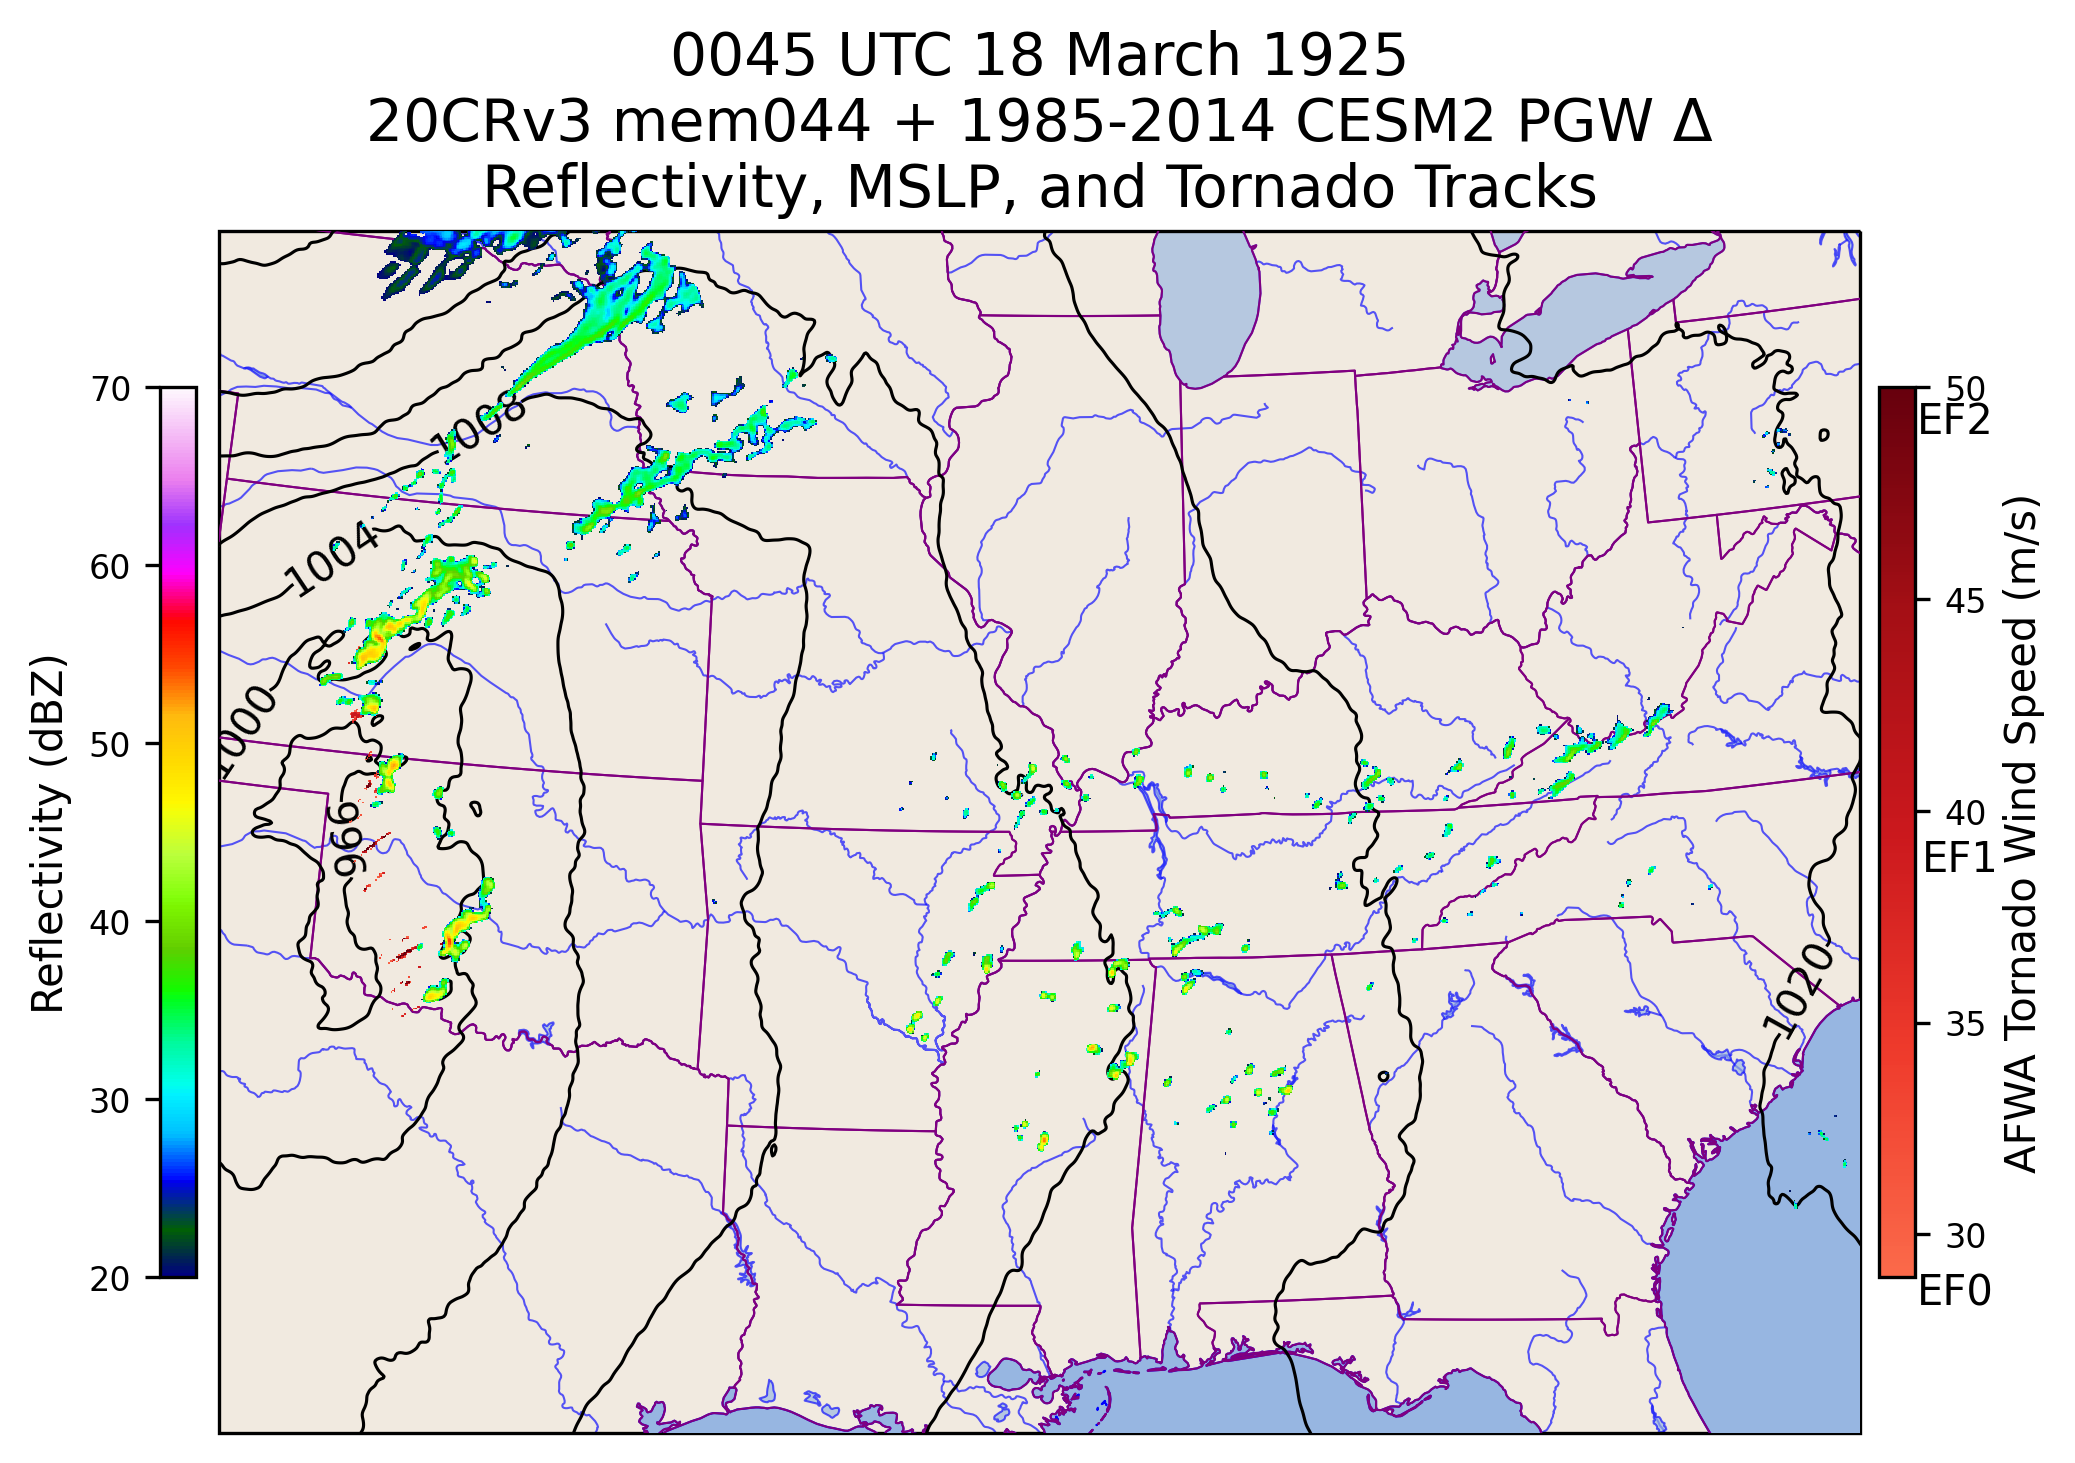 0045 UTC 18 March 1925
20CRv3 mem044 + 1985-2014 CESM2 PGW Δ
Reflectivity, MSLP, and Tornado Tracks
Reflectivity (dBZ)
70
60
50
40
30
20
1008
1004
1000
996
1020
50
EF2
45
40
EF1
35
30
EF0
AFWA Tornado Wind Speed (m/s)